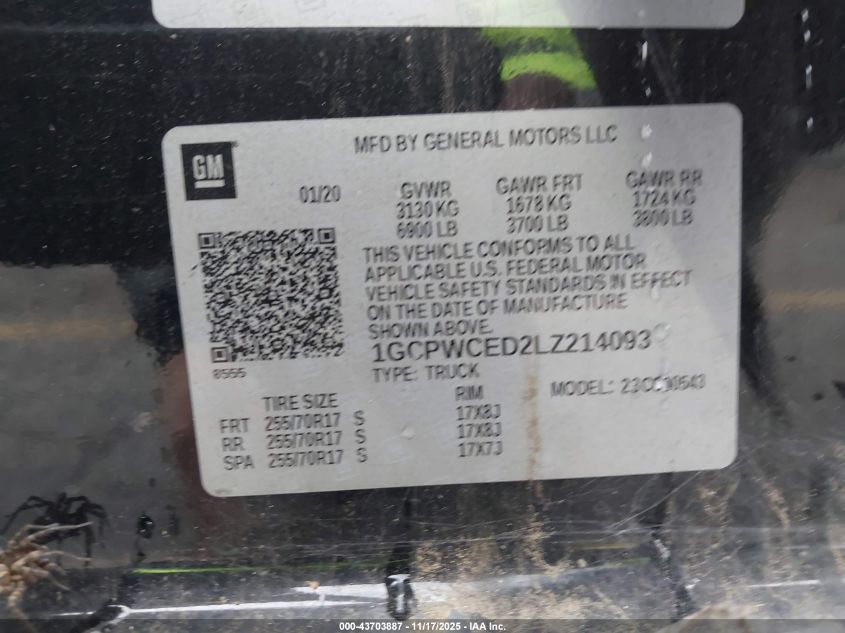 GM
MFD BY GENERAL MOTORS LLC
01/20
GVWR
3130 KG
6900 LB
GAWR FRT
1678 KG
3700 LB
GAWR RR
1724 KG
3800 LB
THIS VEHICLE CONFORMS TO ALL
APPLICABLE U.S. FEDERAL MOTOR
VEHICLE SAFETY STANDARDS IN EFFECT
ON THE DATE OF MANUFACTURE
SHOWN ABOVE.
1GCPWCED2LZ214093
8555
TYPE: TRUCK
MODEL:
TIRE SIZE
RIM
FRT 255/70R17 S 17X8J
RR 255/70R17 S 17X8J
SPA 255/70R17 S 17X7J
000-43703887 — 11/17/2025 — IAA Inc.